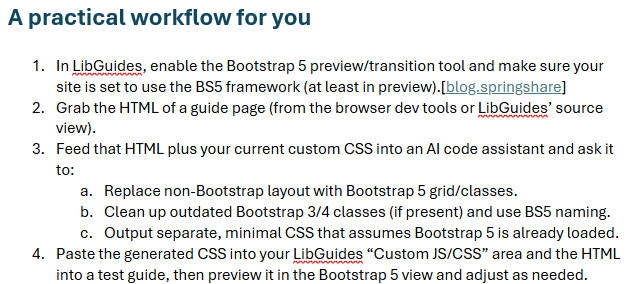 A practical workflow for you
1. In LibGuides, enable the Bootstrap 5 preview/transition tool and make sure your
site is set to use the BS5 framework (at least in preview).[blog.springshare]
2. Grab the HTML of a guide page (from the browser dev tools or LibGuides’ source
view).
3. Feed that HTML plus your current custom CSS into an AI code assistant and ask it
to:
a. Replace non-Bootstrap layout with Bootstrap 5 grid/classes.
b. Clean up outdated Bootstrap 3/4 classes (if present) and use BS5 naming.
c. Output separate, minimal CSS that assumes Bootstrap 5 is already loaded.
4. Paste the generated CSS into your LibGuides “Custom JS/CSS” area and the HTML
into a test guide, then preview it in the Bootstrap 5 view and adjust as needed.